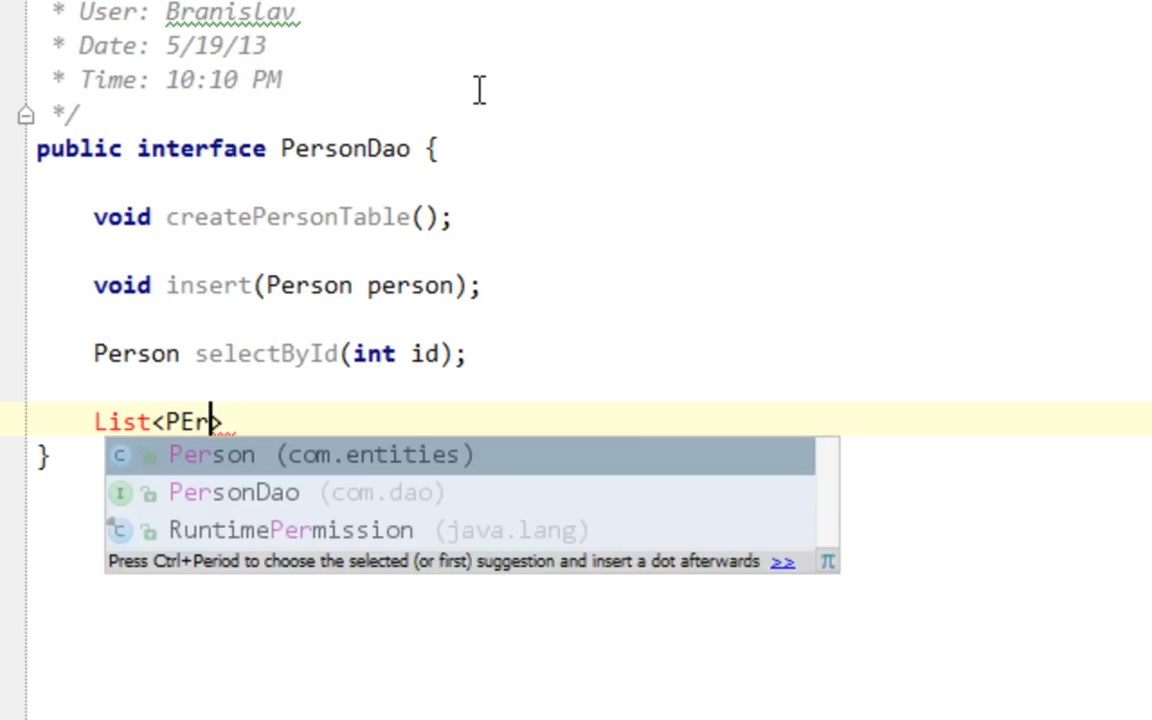 * User: Branislav
* Date: 5/19/13
* Time: 10:10 PM
*/
public interface PersonDao {
void createPersonTable();
void insert(Person person);
Person selectById(int id);
List<PEr>
}
C Person (com.entities)
I PersonDao (com.dao)
C RuntimePermission (java.lang)
Press Ctrl+Period to choose the selected (or first) suggestion and insert a dot afterwards >> π